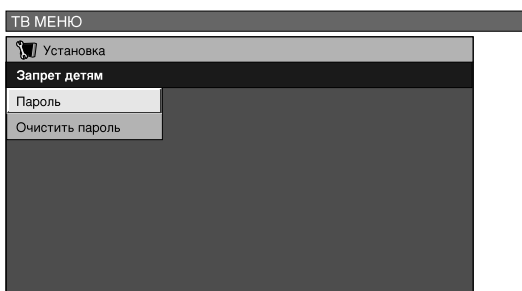 ТВ МЕНЮ
Установка
Запрет детям
Пароль
Очистить пароль